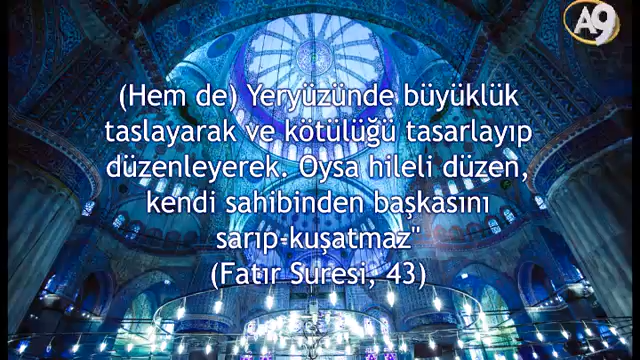 A9
(Hem de) Yeryüzünde büyüklük
taslayarak ve kötülüğü tasarlayıp
düzenleyerek. Oysa hileli düzen,
kendi sahibinden başkasını
sarıp-kuşatmaz"
(Fatır Suresi, 43)